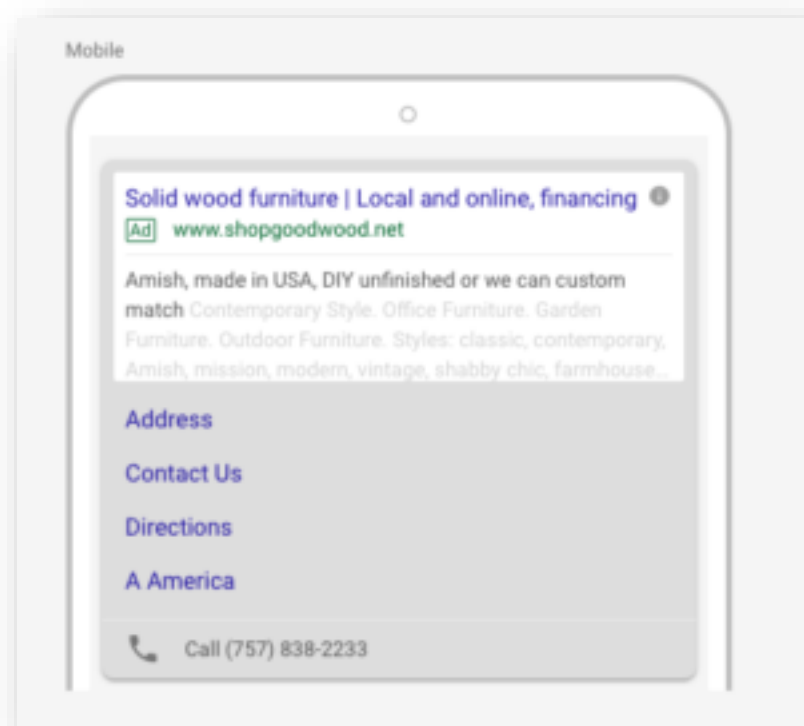 Mobile
Solid wood furniture | Local and online, financing
Ad www.shopgoodwood.net
Amish, made in USA, DIY unfinished or we can custom
match Contemporary Style. Office Furniture. Garden
Furniture. Outdoor Furniture. Styles: classic, contemporary,
Amish, mission, modern, vintage, shabby chic, farmhouse...
Address
Contact Us
Directions
A America
Call (757) 838-2233